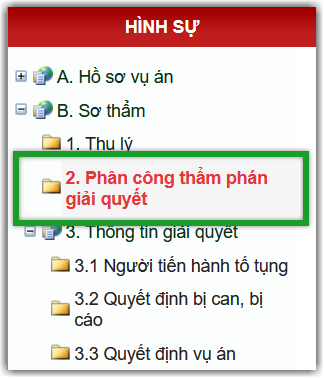 HÌNH SỰ
A. Hồ sơ vụ án
B. Sơ thẩm
1. Thụ lý
2. Phân công thẩm phán
giải quyết
3. Thông tin giải quyết
3.1 Người tiến hành tố tụng
3.2 Quyết định bị can, bị
cáo
3.3 Quyết định vụ án